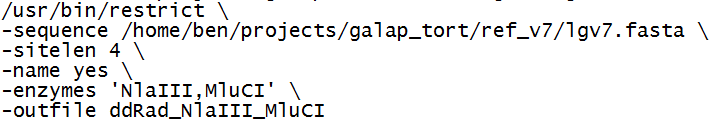 /usr/bin/restrict \
-sequence /home/ben/projects/galap_tort/ref_v7/lgv7.fasta \
-sitelen 4 \
-name yes \
-enzymes 'NlaIII,MluCI' \
-outfile ddRad_NlaIII_MluCI